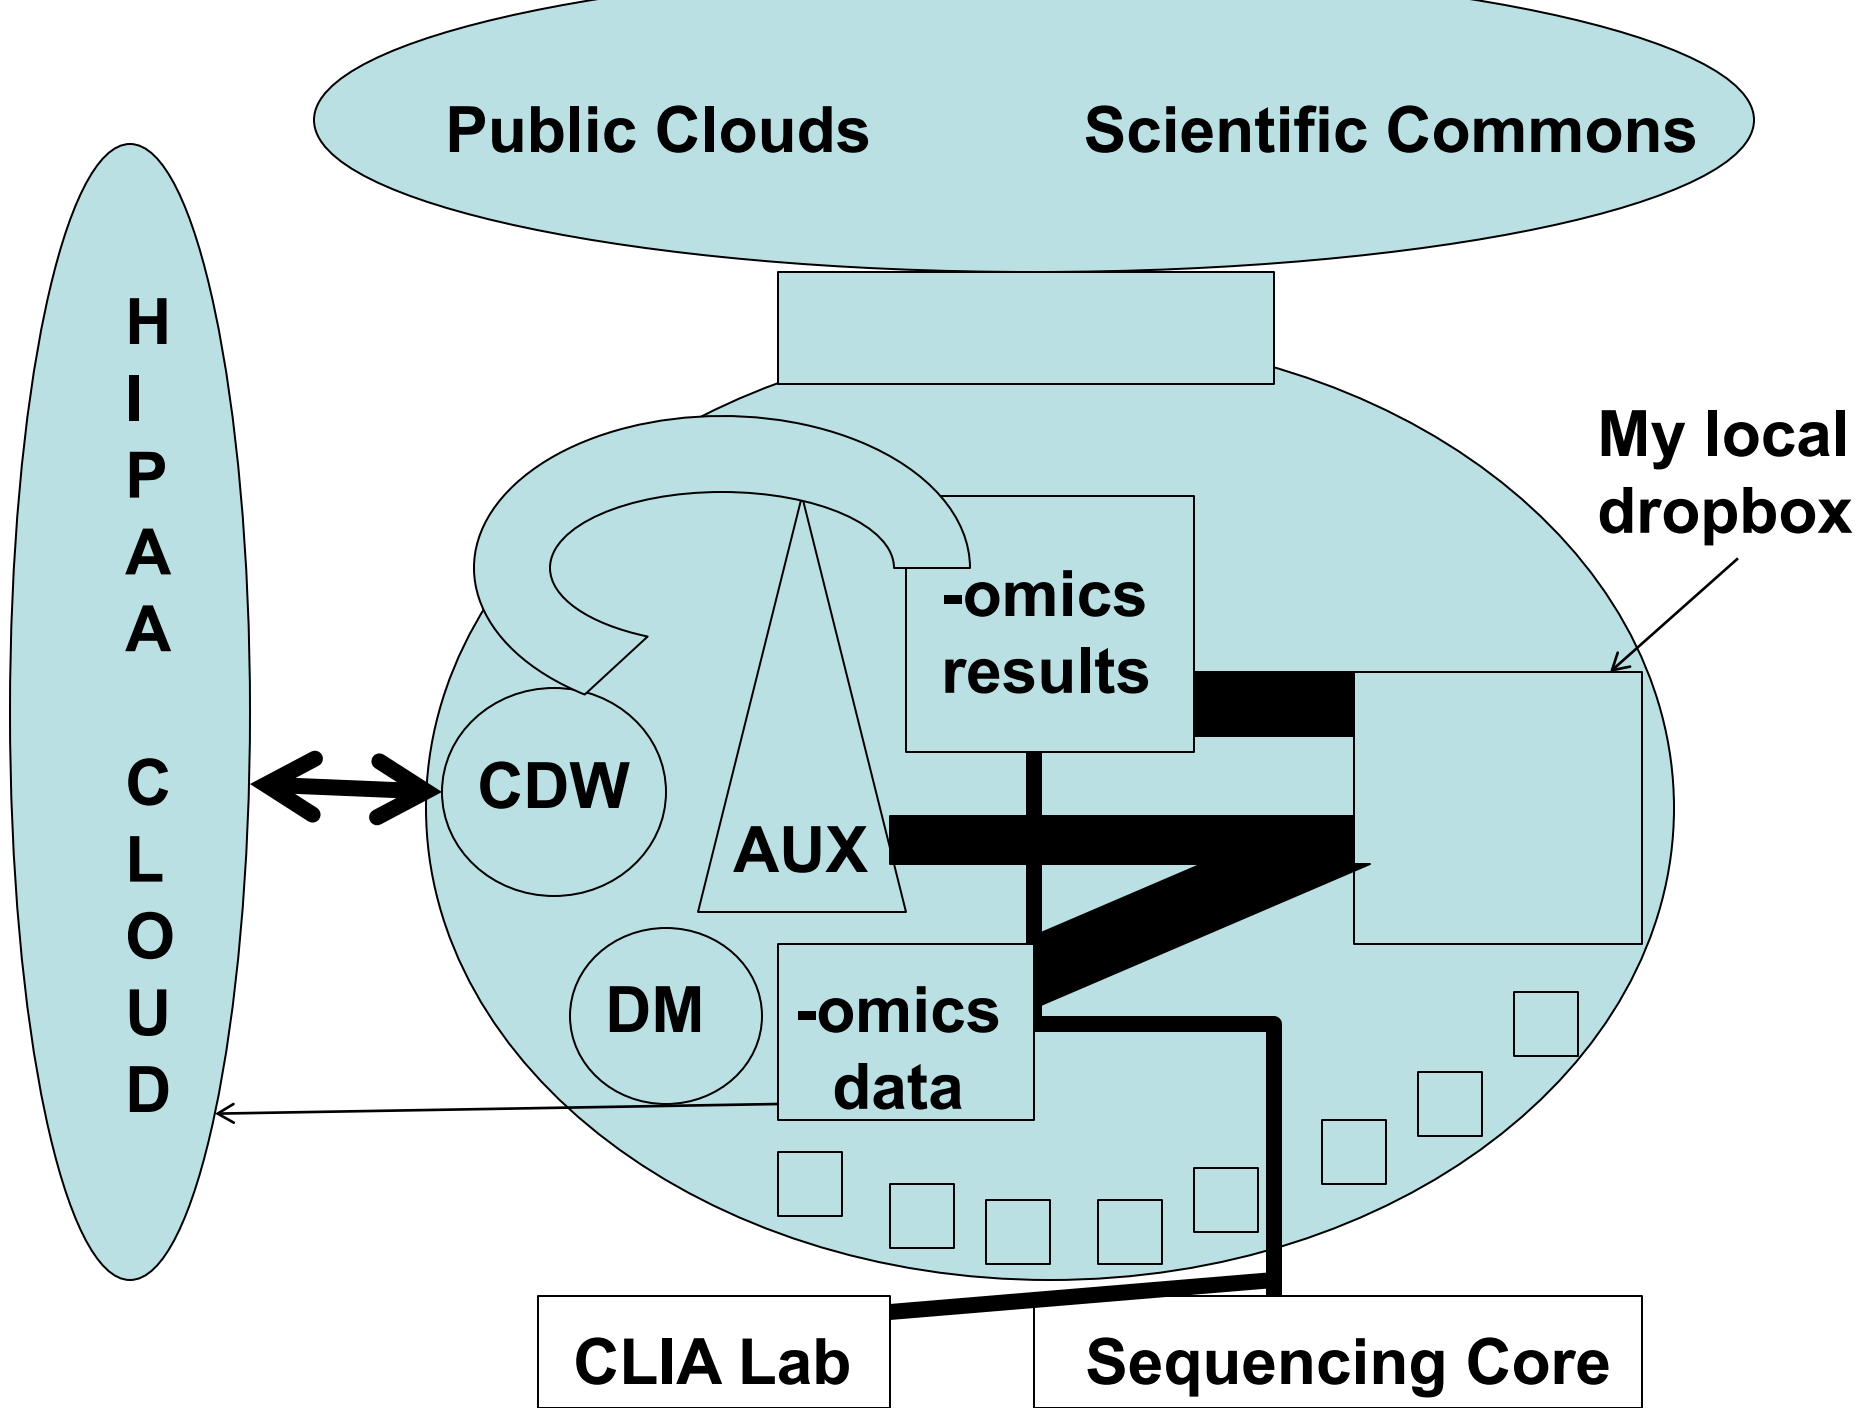 Public Clouds
Scientific Commons
H
I
P
A
A
C
L
O
U
D
My local
dropbox
-omics
results
CDW
AUX
DM
-omics
data
CLIA Lab
Sequencing Core